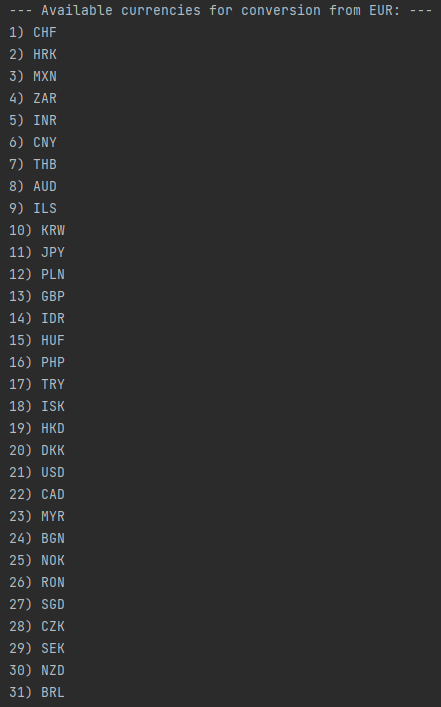 --- Available currencies for conversion from EUR: ---
1) CHF
2) HRK
3) MXN
4) ZAR
5) INR
6) CNY
7) THB
8) AUD
9) ILS
10) KRW
11) JPY
12) PLN
13) GBP
14) IDR
15) HUF
16) PHP
17) TRY
18) ISK
19) HKD
20) DKK
21) USD
22) CAD
23) MYR
24) BGN
25) NOK
26) RON
27) SGD
28) CZK
29) SEK
30) NZD
31) BRL